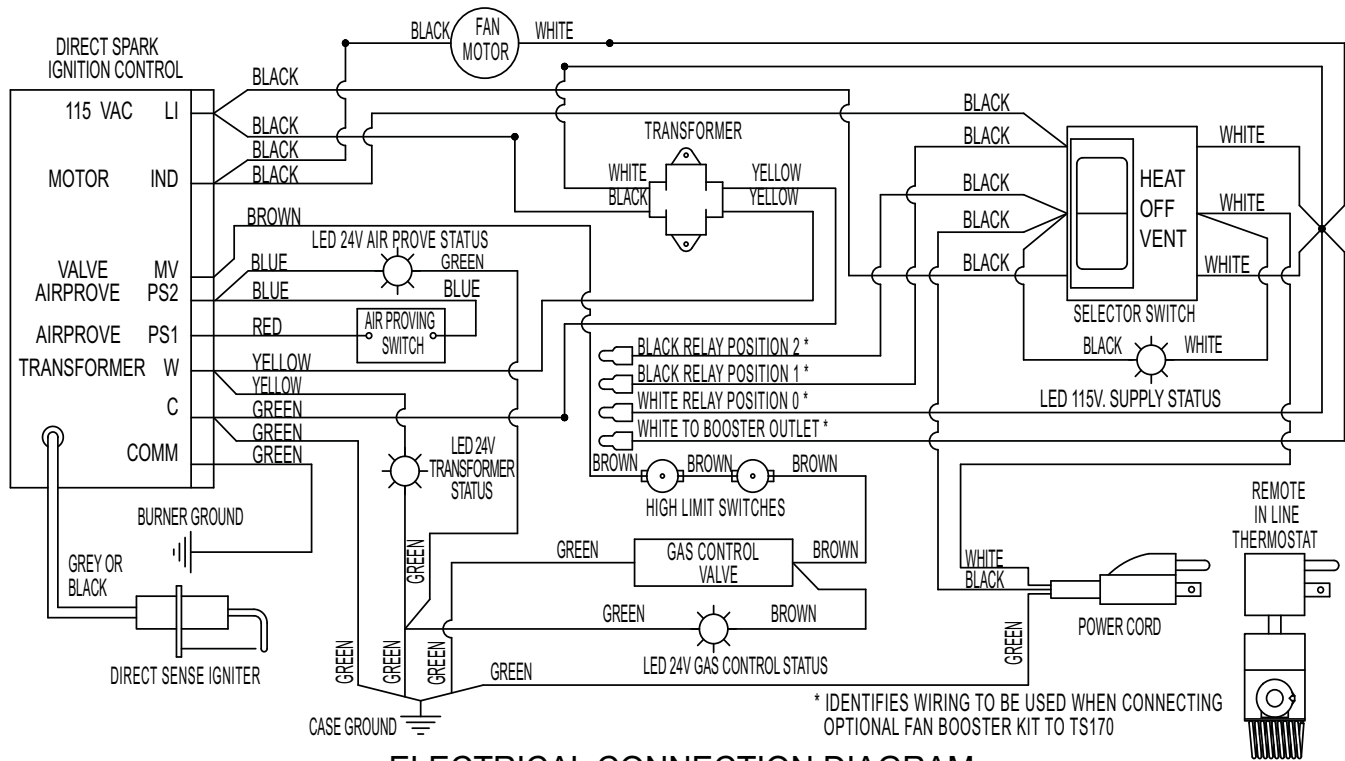 BLACK
FAN
MOTOR
WHITE
DIRECT SPARK
IGNITION CONTROL
115 VAC LI
BLACK
BLACK
BLACK
MOTOR IND
BLACK
BROWN
LED 24V AIR PROVE STATUS
VALVE MV
BLUE
GREEN
AIRPROVE PS2
BLUE
BLUE
AIRPROVE PS1
RED
AIR PROVING
SWITCH
TRANSFORMER W
YELLOW
YELLOW
C
GREEN
GREEN
COMM
GREEN
LED 24V
TRANSFORMER
STATUS
TRANSFORMER
WHITE
BLACK
YELLOW
YELLOW
BLACK
BLACK
BLACK
BLACK
BLACK
HEAT
OFF
VENT
WHITE
WHITE
WHITE
SELECTOR SWITCH
BLACK
WHITE
LED 115V. SUPPLY STATUS
BLACK RELAY POSITION 2 *
BLACK RELAY POSITION 1 *
WHITE RELAY POSITION 0 *
WHITE TO BOOSTER OUTLET *
BROWN
BROWN
BROWN
HIGH LIMIT SWITCHES
BURNER GROUND
GREY OR
BLACK
DIRECT SENSE IGNITER
GREEN
GREEN
GAS CONTROL
VALVE
BROWN
GREEN
BROWN
LED 24V GAS CONTROL STATUS
GREEN
GREEN
GREEN
GREEN
CASE GROUND
WHITE
BLACK
GREEN
POWER CORD
REMOTE
IN LINE
THERMOSTAT
* IDENTIFIES WIRING TO BE USED WHEN CONNECTING
OPTIONAL FAN BOOSTER KIT TO TS170
ELECTRICAL CONNECTION DIAGRAM